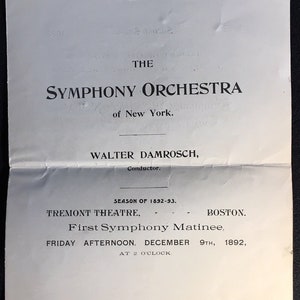 THE
SYMPHONY ORCHESTRA
of New York.
WALTER DAMROSCH,
Conductor.
SEASON OF 1892-93.
TREMONT THEATRE, - - - BOSTON.
First Symphony Matinee,
FRIDAY AFTERNOON, DECEMBER 9TH, 1892,
AT 2 O'CLOCK